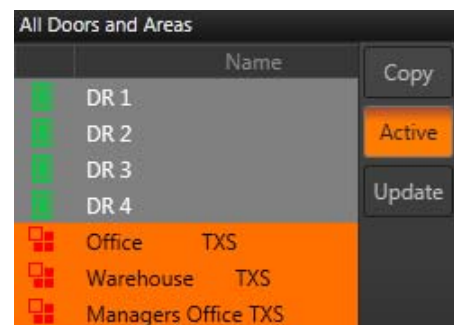 All Doors and Areas
Name
Copy
DR 1
DR 2
Active
DR 3
Update
DR 4
Office TXS
Warehouse TXS
Managers Office TXS